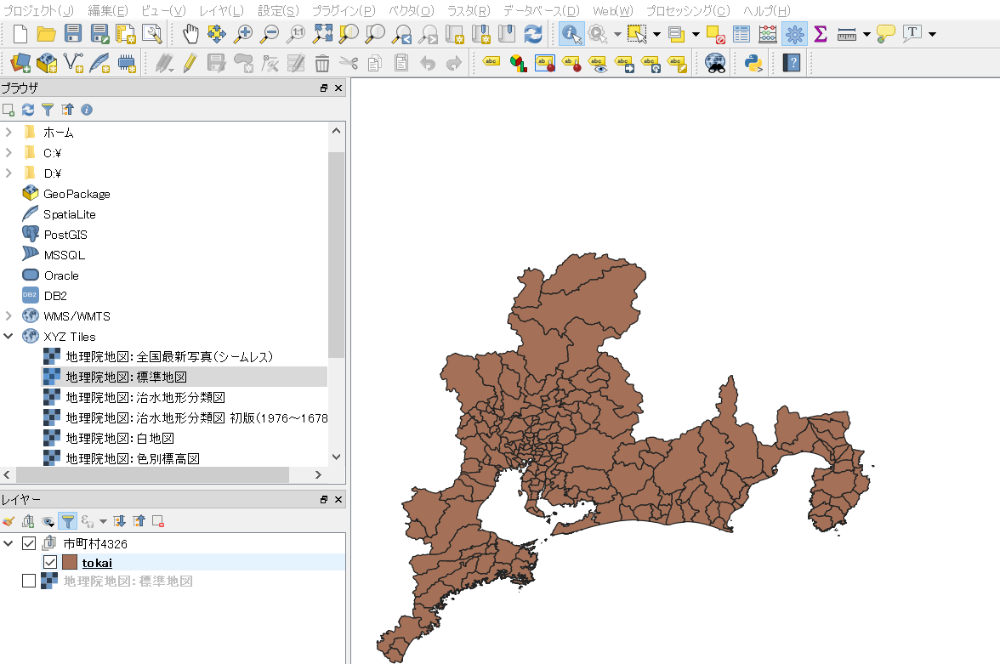 プロジェクト(J) 編集(E) ビュー(V) レイヤ(L) 設定(S) プラグイン(P) ベクタ(O) ラスタ(R) データベース(D) Web(W) プロセッシング(C) ヘルプ(H)
ブラウザ
ホーム
C:¥
D:¥
GeoPackage
SpatiaLite
PostGIS
MSSQL
Oracle
DB2
DB2
WMS/WMTS
XYZ Tiles
地理院地図: 全国最新写真(シームレス)
地理院地図: 標準地図
地理院地図: 治水地形分類図
地理院地図: 治水地形分類図 初版(1976～1678
地理院地図: 白地図
地理院地図: 色別標高図
レイヤー
市町村4326
tokai
地理院地図: 標準地図